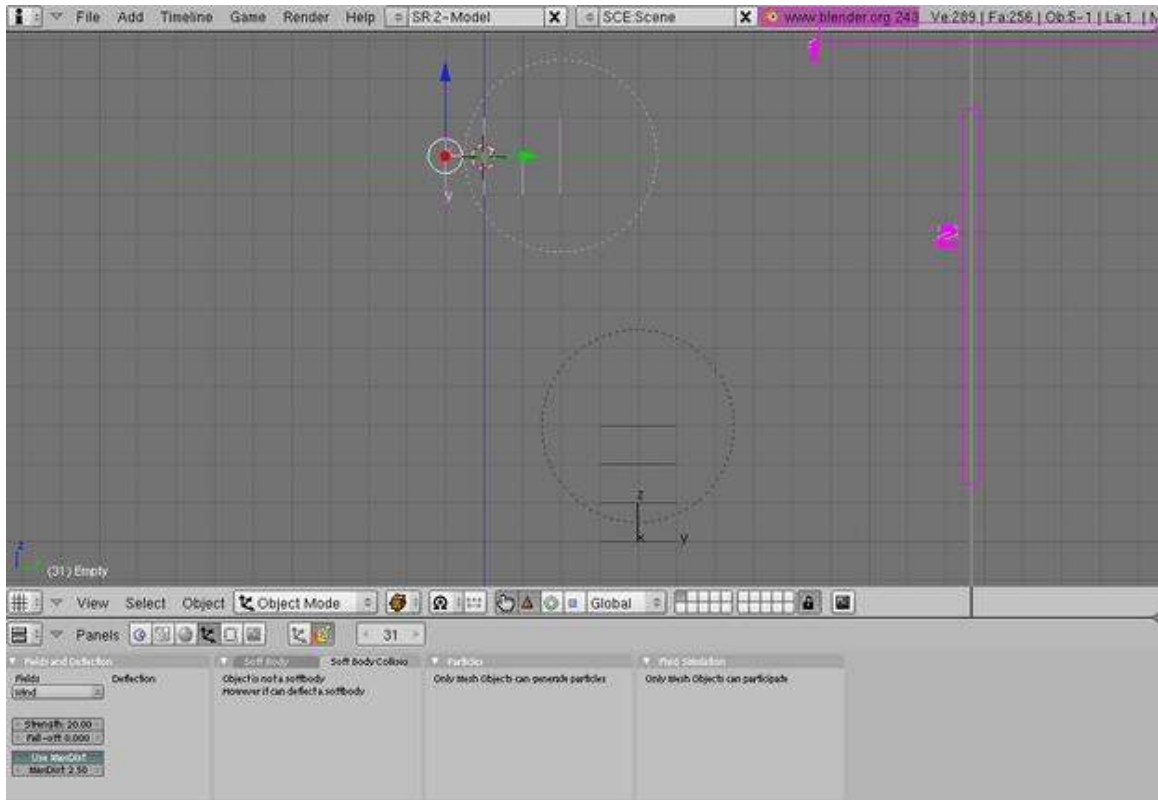 File Add Timeline Game Render Help SR:2-Model X SCE:Scene X www.blender.org 243 Ve:289 | Fa:256 | Ob:5-1 | La:1
y
z
y
z
(31) Empty
View Select Object Object Mode Global
Panels 31
Fields and Deflection Soft Body Soft Body Collisio Particles Fluid Simulation
Fields Deflection Object is not a softbody Only Mesh Objects can generate particles Only Mesh Objects can participate
Wind However it can deflect a softbody
Strength: 20.00
Fall-off 0.000
Use MaxDist
MaxDist 2.50